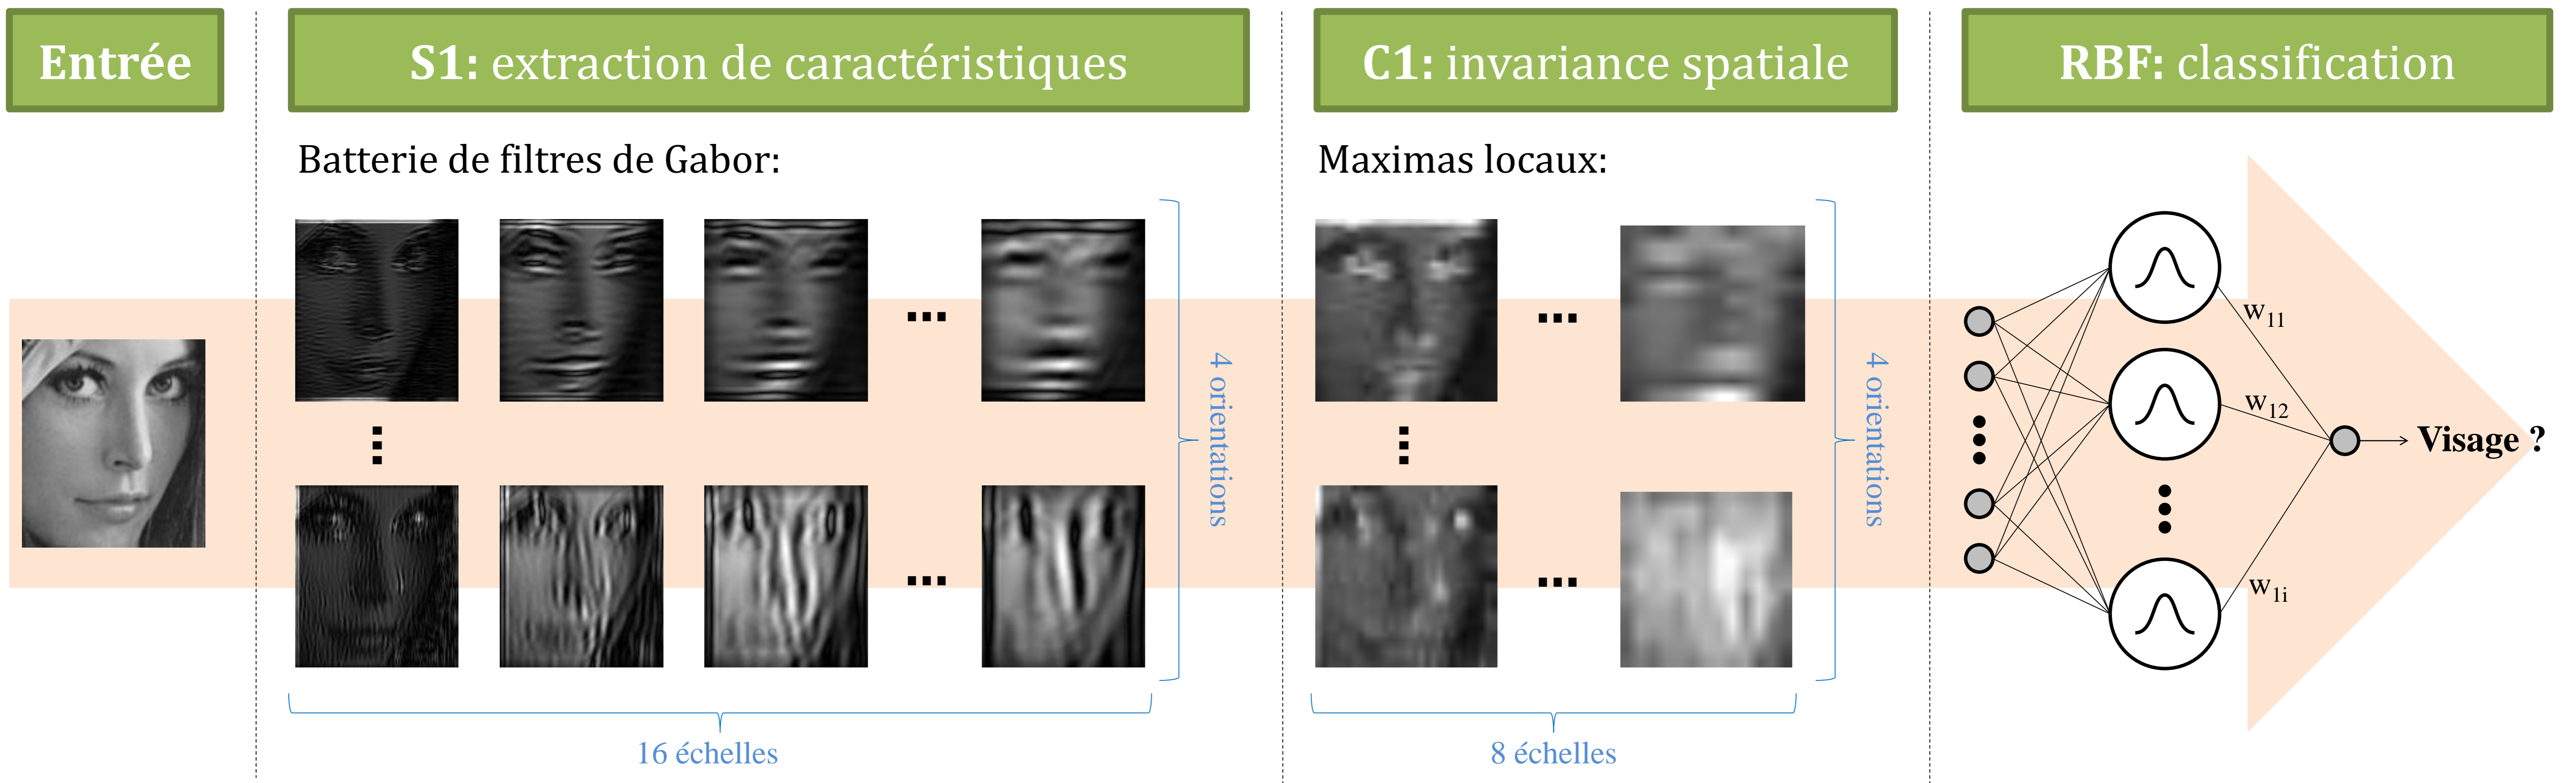 Entrée
S1: extraction de caractéristiques
C1: invariance spatiale
RBF: classification
Batterie de filtres de Gabor:
Maximas locaux:
...
...
4 orientations
16 échelles
...
...
4 orientations
8 échelles
w11
w12
w1i
Visage ?